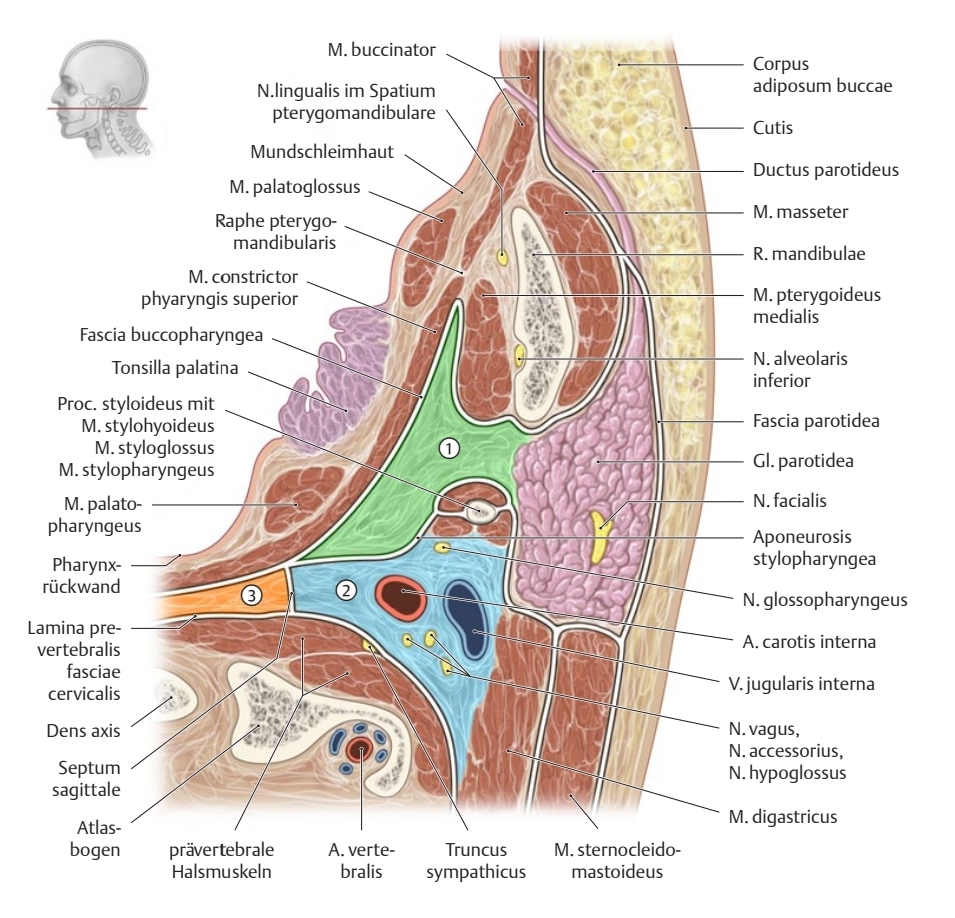 M. buccinator
N.lingualis im Spatium
pterygomandibulare
Mundschleimhaut
M. palatoglossus
Raphe pterygo-
mandibularis
M. constrictor
phyaryngis superior
Fascia buccopharyngea
Tonsilla palatina
Proc. styloideus mit
M. stylohyoideus
M. styloglossus
M. stylopharyngeus
M. palato-
pharyngeus
Pharynx-
rückwand
Lamina pre-
vertebralis
fasciae
cervicalis
Dens axis
Septum
sagittale
Atlas-
bogen
prävertebrale
Halsmuskeln
A. verte-
bralis
Truncus
sympathicus
M. sternocleido-
mastoideus
Corpus
adiposum buccae
Cutis
Ductus parotideus
M. masseter
R. mandibulae
M. pterygoideus
medialis
N. alveolaris
inferior
Fascia parotidea
Gl. parotidea
N. facialis
Aponeurosis
stylopharyngea
N. glossopharyngeus
A. carotis interna
V. jugularis interna
N. vagus,
N. accessorius,
N. hypoglossus
M. digastricus
1
2
3